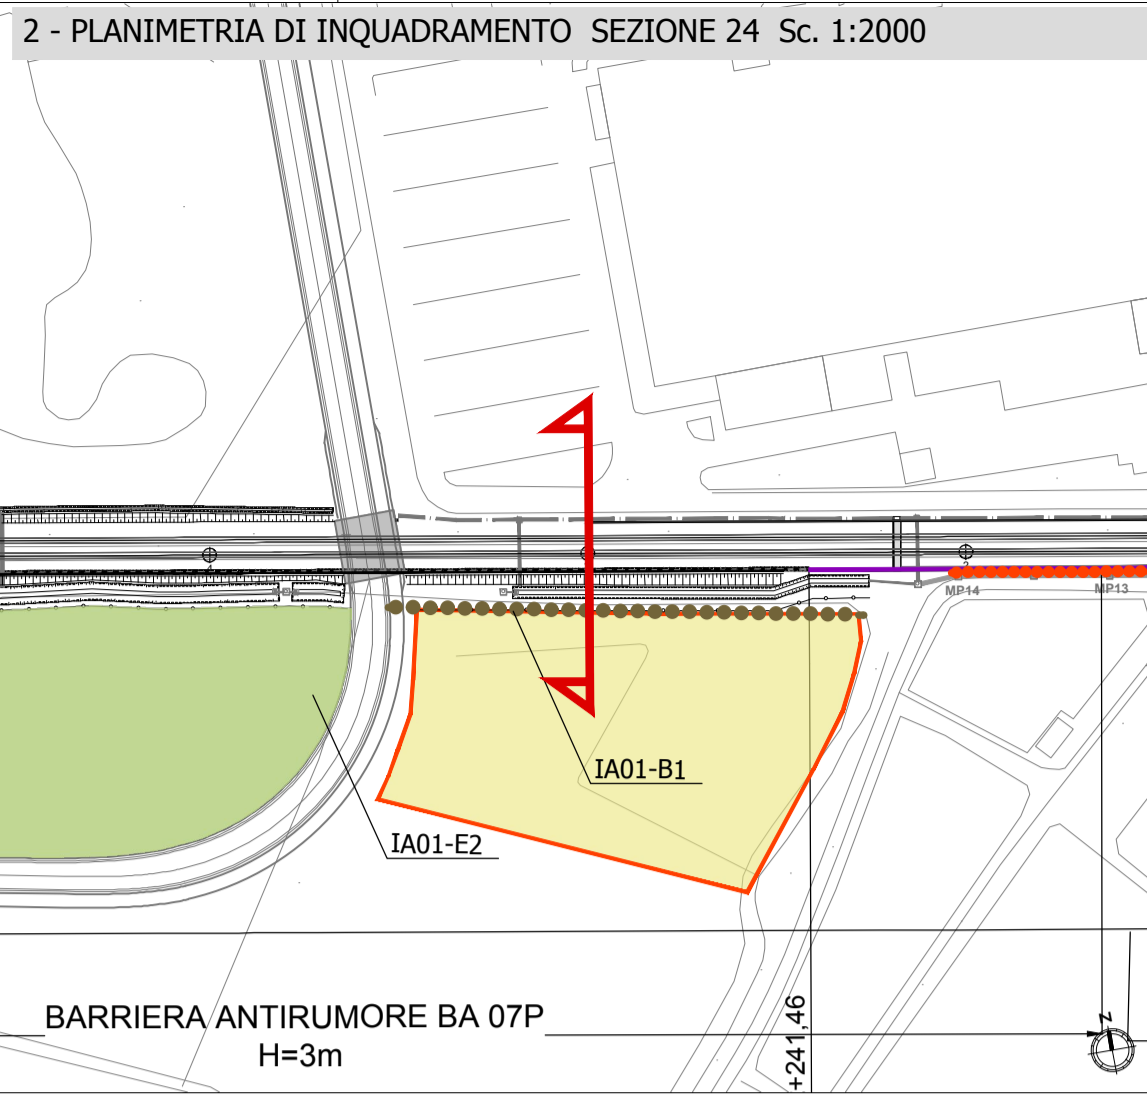 2 - PLANIMETRIA DI INQUADRAMENTO SEZIONE 24 Sc. 1:2000
MP14
MP13
IA01-B1
IA01-E2
BARRIERA ANTIRUMORE BA 07P
H=3m
+241,46
N